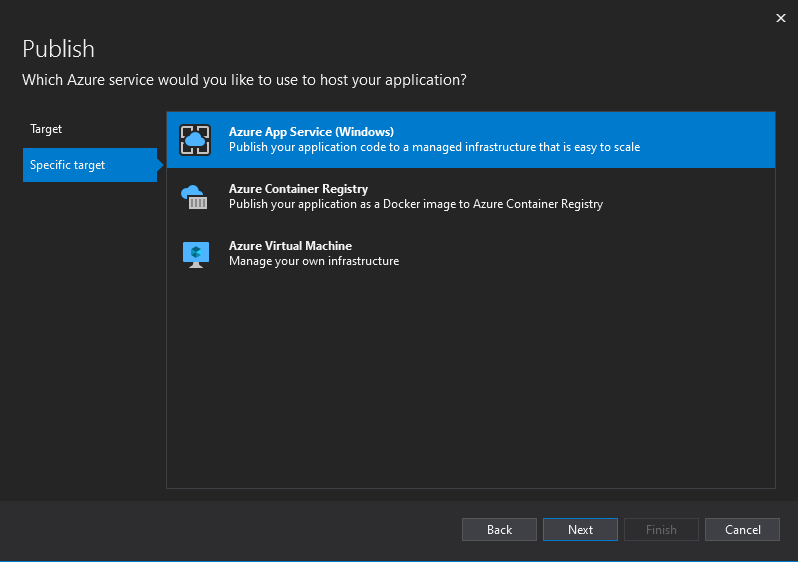 Publish
Which Azure service would you like to use to host your application?
Target
Specific target
Azure App Service (Windows)
Publish your application code to a managed infrastructure that is easy to scale
Azure Container Registry
Publish your application as a Docker image to Azure Container Registry
Azure Virtual Machine
Manage your own infrastructure
Back
Next
Finish
Cancel